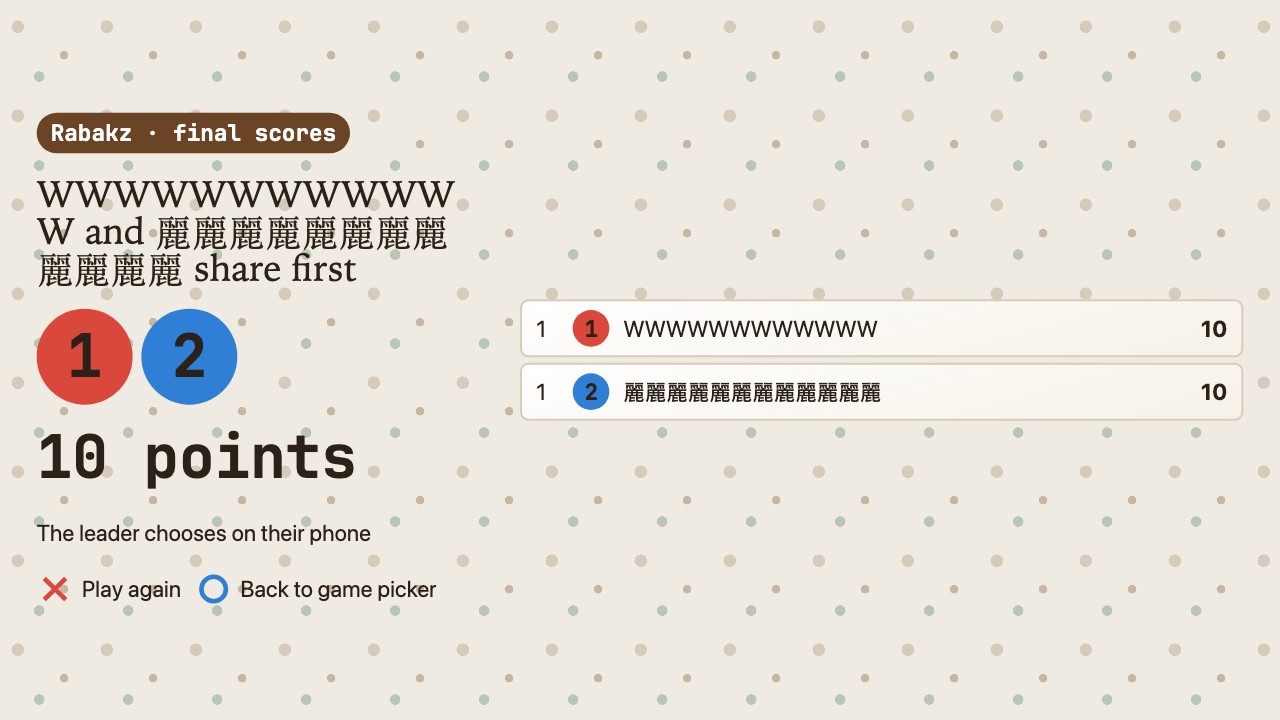 Rabakz · final scores
WWWWWWWWWWW
W and 麗麗麗麗麗麗麗麗
麗麗麗麗 share first
1 2
10 points
The leader chooses on their phone
Play again Back to game picker
1 1 WWWWWWWWWWWW 10
1 2 麗麗麗麗麗麗麗麗麗麗麗麗 10